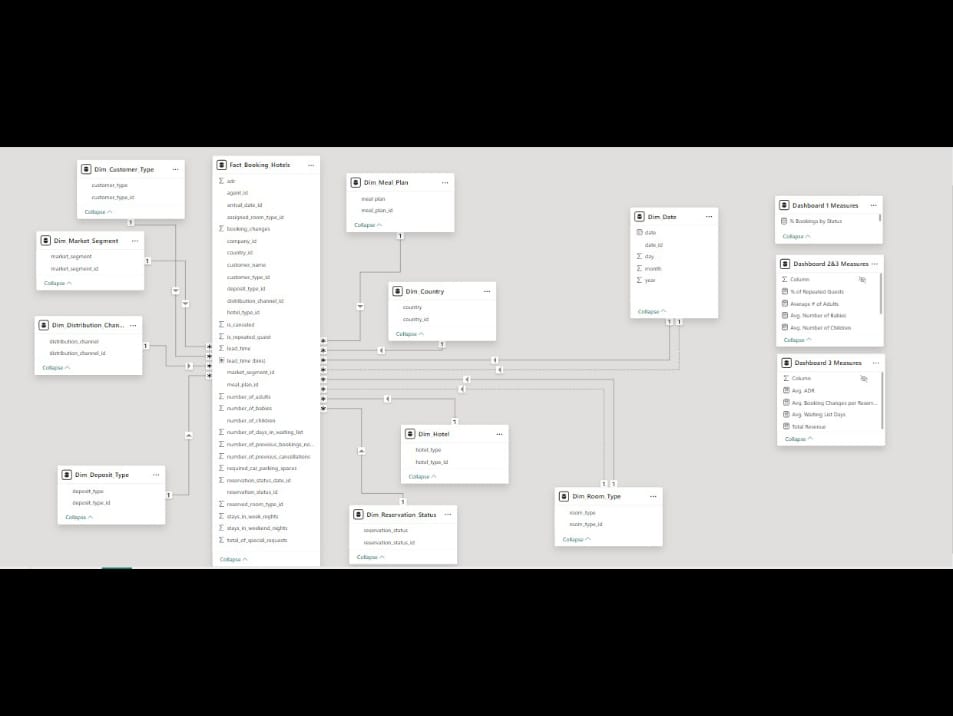 Dim_Customer_Type
customer_type
customer_type_id
Collapse
Dim_Market Segment
market_segment
market_segment_id
Collapse
Dim_Distribution Chan...
distribution_channel
distribution_channel_id
Collapse
Dim_Deposit_Type
deposit_type
deposit_type_id
Collapse
Fact_Booking_Hotels
adr
agent_id
arrival_date_id
assigned_room_type_id
booking_changes
company_id
country_id
customer_name
customer_type_id
deposit_type_id
distribution_channel_id
hotel_type_id
is_canceled
is_repeated_guest
lead_time
lead_time (bins)
market_segment_id
meal_plan_id
number_of_adults
number_of_babies
number_of_children
number_of_days_in_waiting_list
number_of_previous_bookings_no...
number_of_previous_cancellations
required_car_parking_spaces
reservation_status_date_id
reservation_status_id
reserved_room_type_id
stays_in_week_nights
stays_in_weekend_nights
total_of_special_requests
Collapse
Dim_Meal Plan
meal plan
meal_plan_id
Collapse
Dim_Country
country
country_id
Collapse
Dim_Hotel
hotel_type
hotel_type_id
Collapse
Dim_Reservation_Status
reservation_status
reservation_status_id
Collapse
Dim_Date
date
date_id
day
month
year
Collapse
Dim_Room_Type
room_type
room_type_id
Collapse
Dashboard 1 Measures
% Bookings by Status
Collapse
Dashboard 2&3 Measures
Column
% of Repeated Guests
Average # of Adults
Avg. Number of Babies
Avg. Number of Children
Collapse
Dashboard 3 Measures
Column
Avg. ADR
Avg. Booking Changes per Reserv...
Avg. Waiting List Days
Total Revenue
Collapse